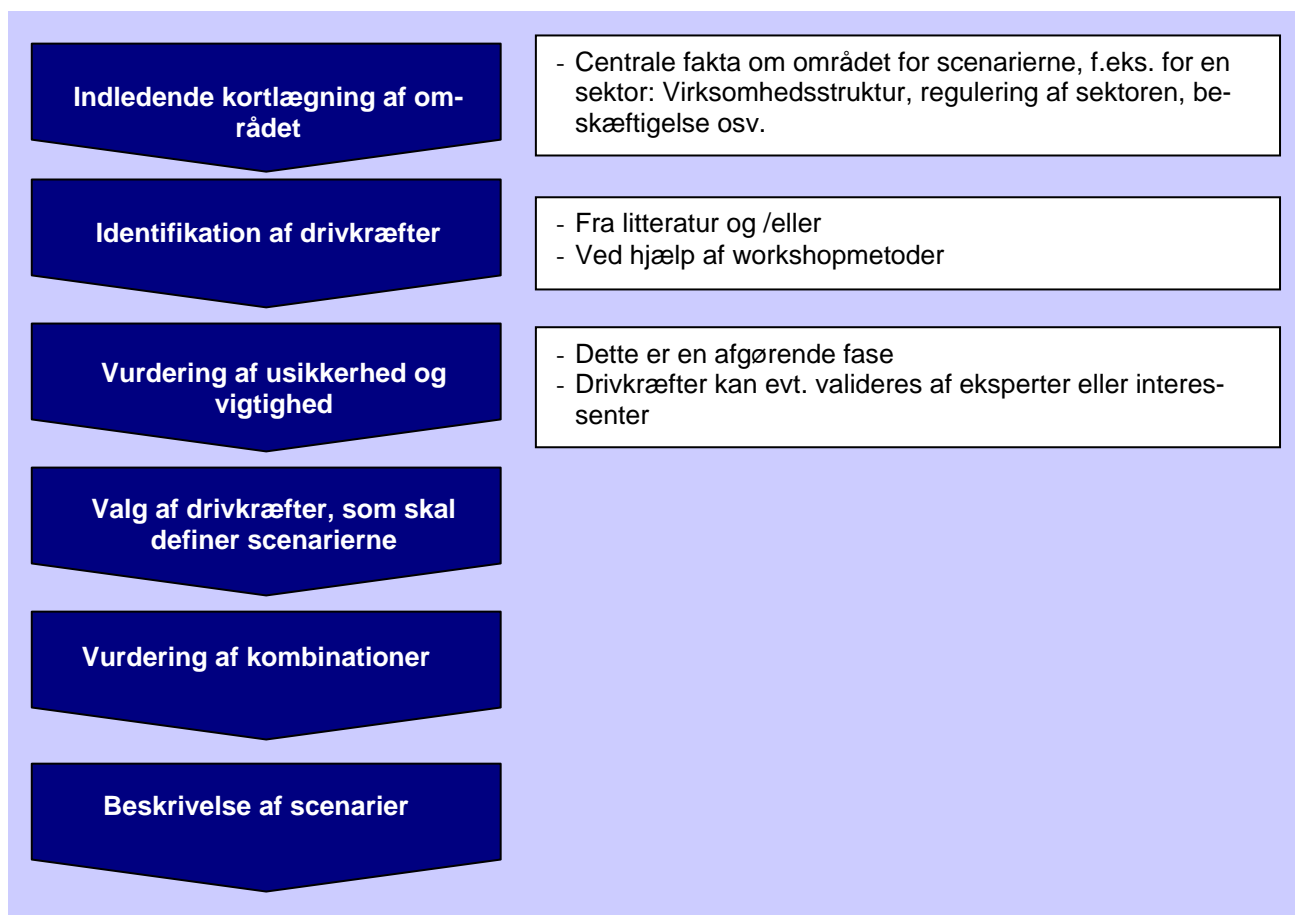 Indledende kortlægning af om-
rådet
- Centrale fakta om området for scenarierne, f.eks. for en
sektor: Virksomhedsstruktur, regulering af sektoren, be-
skæftigelse osv.
Identifikation af drivkræfter
- Fra litteratur og /eller
- Ved hjælp af workshopmetoder
Vurdering af usikkerhed og
vigtighed
- Dette er en afgørende fase
- Drivkræfter kan evt. valideres af eksperter eller interes-
senter
Valg af drivkræfter, som skal
definer scenarierne
Vurdering af kombinationer
Beskrivelse af scenarier